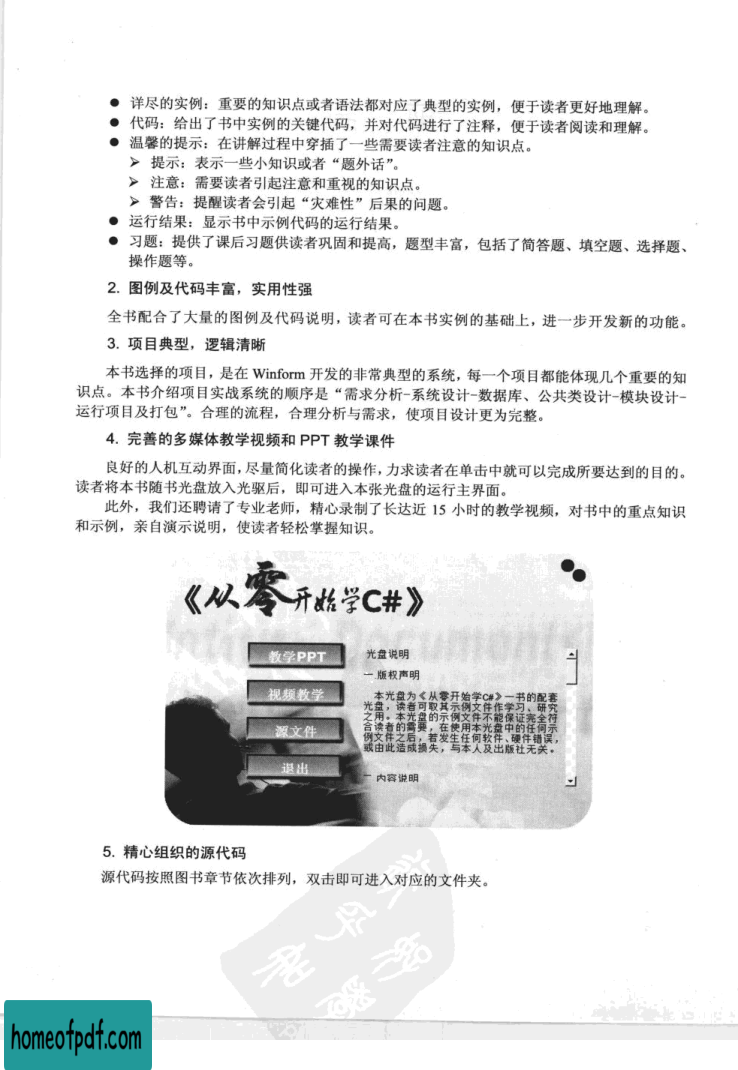 ● 详尽的实例：重要的知识点或者语法都对应了典型的实例，便于读者更好地理解。
● 代码：给出了书中实例的关键代码，并对代码进行了注释，便于读者阅读和理解。
● 温馨的提示：在讲解过程中穿插了一些需要读者注意的知识点。
➢ 提示：表示一些小知识或者“题外话”。
➢ 注意：需要读者引起注意和重视的知识点。
➢ 警告：提醒读者会引起“灾难性”后果的问题。
● 运行结果：显示书中示例代码的运行结果。
● 习题：提供了课后习题供读者巩固和提高，题型丰富，包括了简答题、填空题、选择题、
操作题等。
2. 图例及代码丰富，实用性强
全书配合了大量的图例及代码说明，读者可在本书实例的基础上，进一步开发新的功能。
3. 项目典型，逻辑清晰
本书选择的项目，是在 Winform 开发的非常典型的系统，每一个项目都能体现几个重要的知
识点。本书介绍项目实战系统的顺序是“需求分析-系统设计-数据库、公共类设计-模块设计-
运行项目及打包”。合理的流程，合理分析与需求，使项目设计更为完整。
4. 完善的多媒体教学视频和 PPT 教学课件
良好的人机互动界面，尽量简化读者的操作，力求读者在单击中就可以完成所要达到的目的。
读者将本书随书光盘放入光驱后，即可进入本张光盘的运行主界面。
此外，我们还聘请了专业老师，精心录制了长达近 15 小时的教学视频，对书中的重点知识
和示例，亲自演示说明，使读者轻松掌握知识。
《从零开始学C#》
教学PPT
视频教学
源文件
退出
光盘说明
一 版权声明
本光盘为《从零开始学C#》一书的配套
光盘，读者可取其示例文件作学习、研究
之用。本光盘的示例文件不能保证完全符
合读者的需要，在使用本光盘中的任何示
例文件之后，若发生任何软件、硬件错误，
或由此造成损失，与本人及出版社无关。
一 内容说明
5. 精心组织的源代码
源代码按照图书章节依次排列，双击即可进入对应的文件夹。
homeofpdf.com